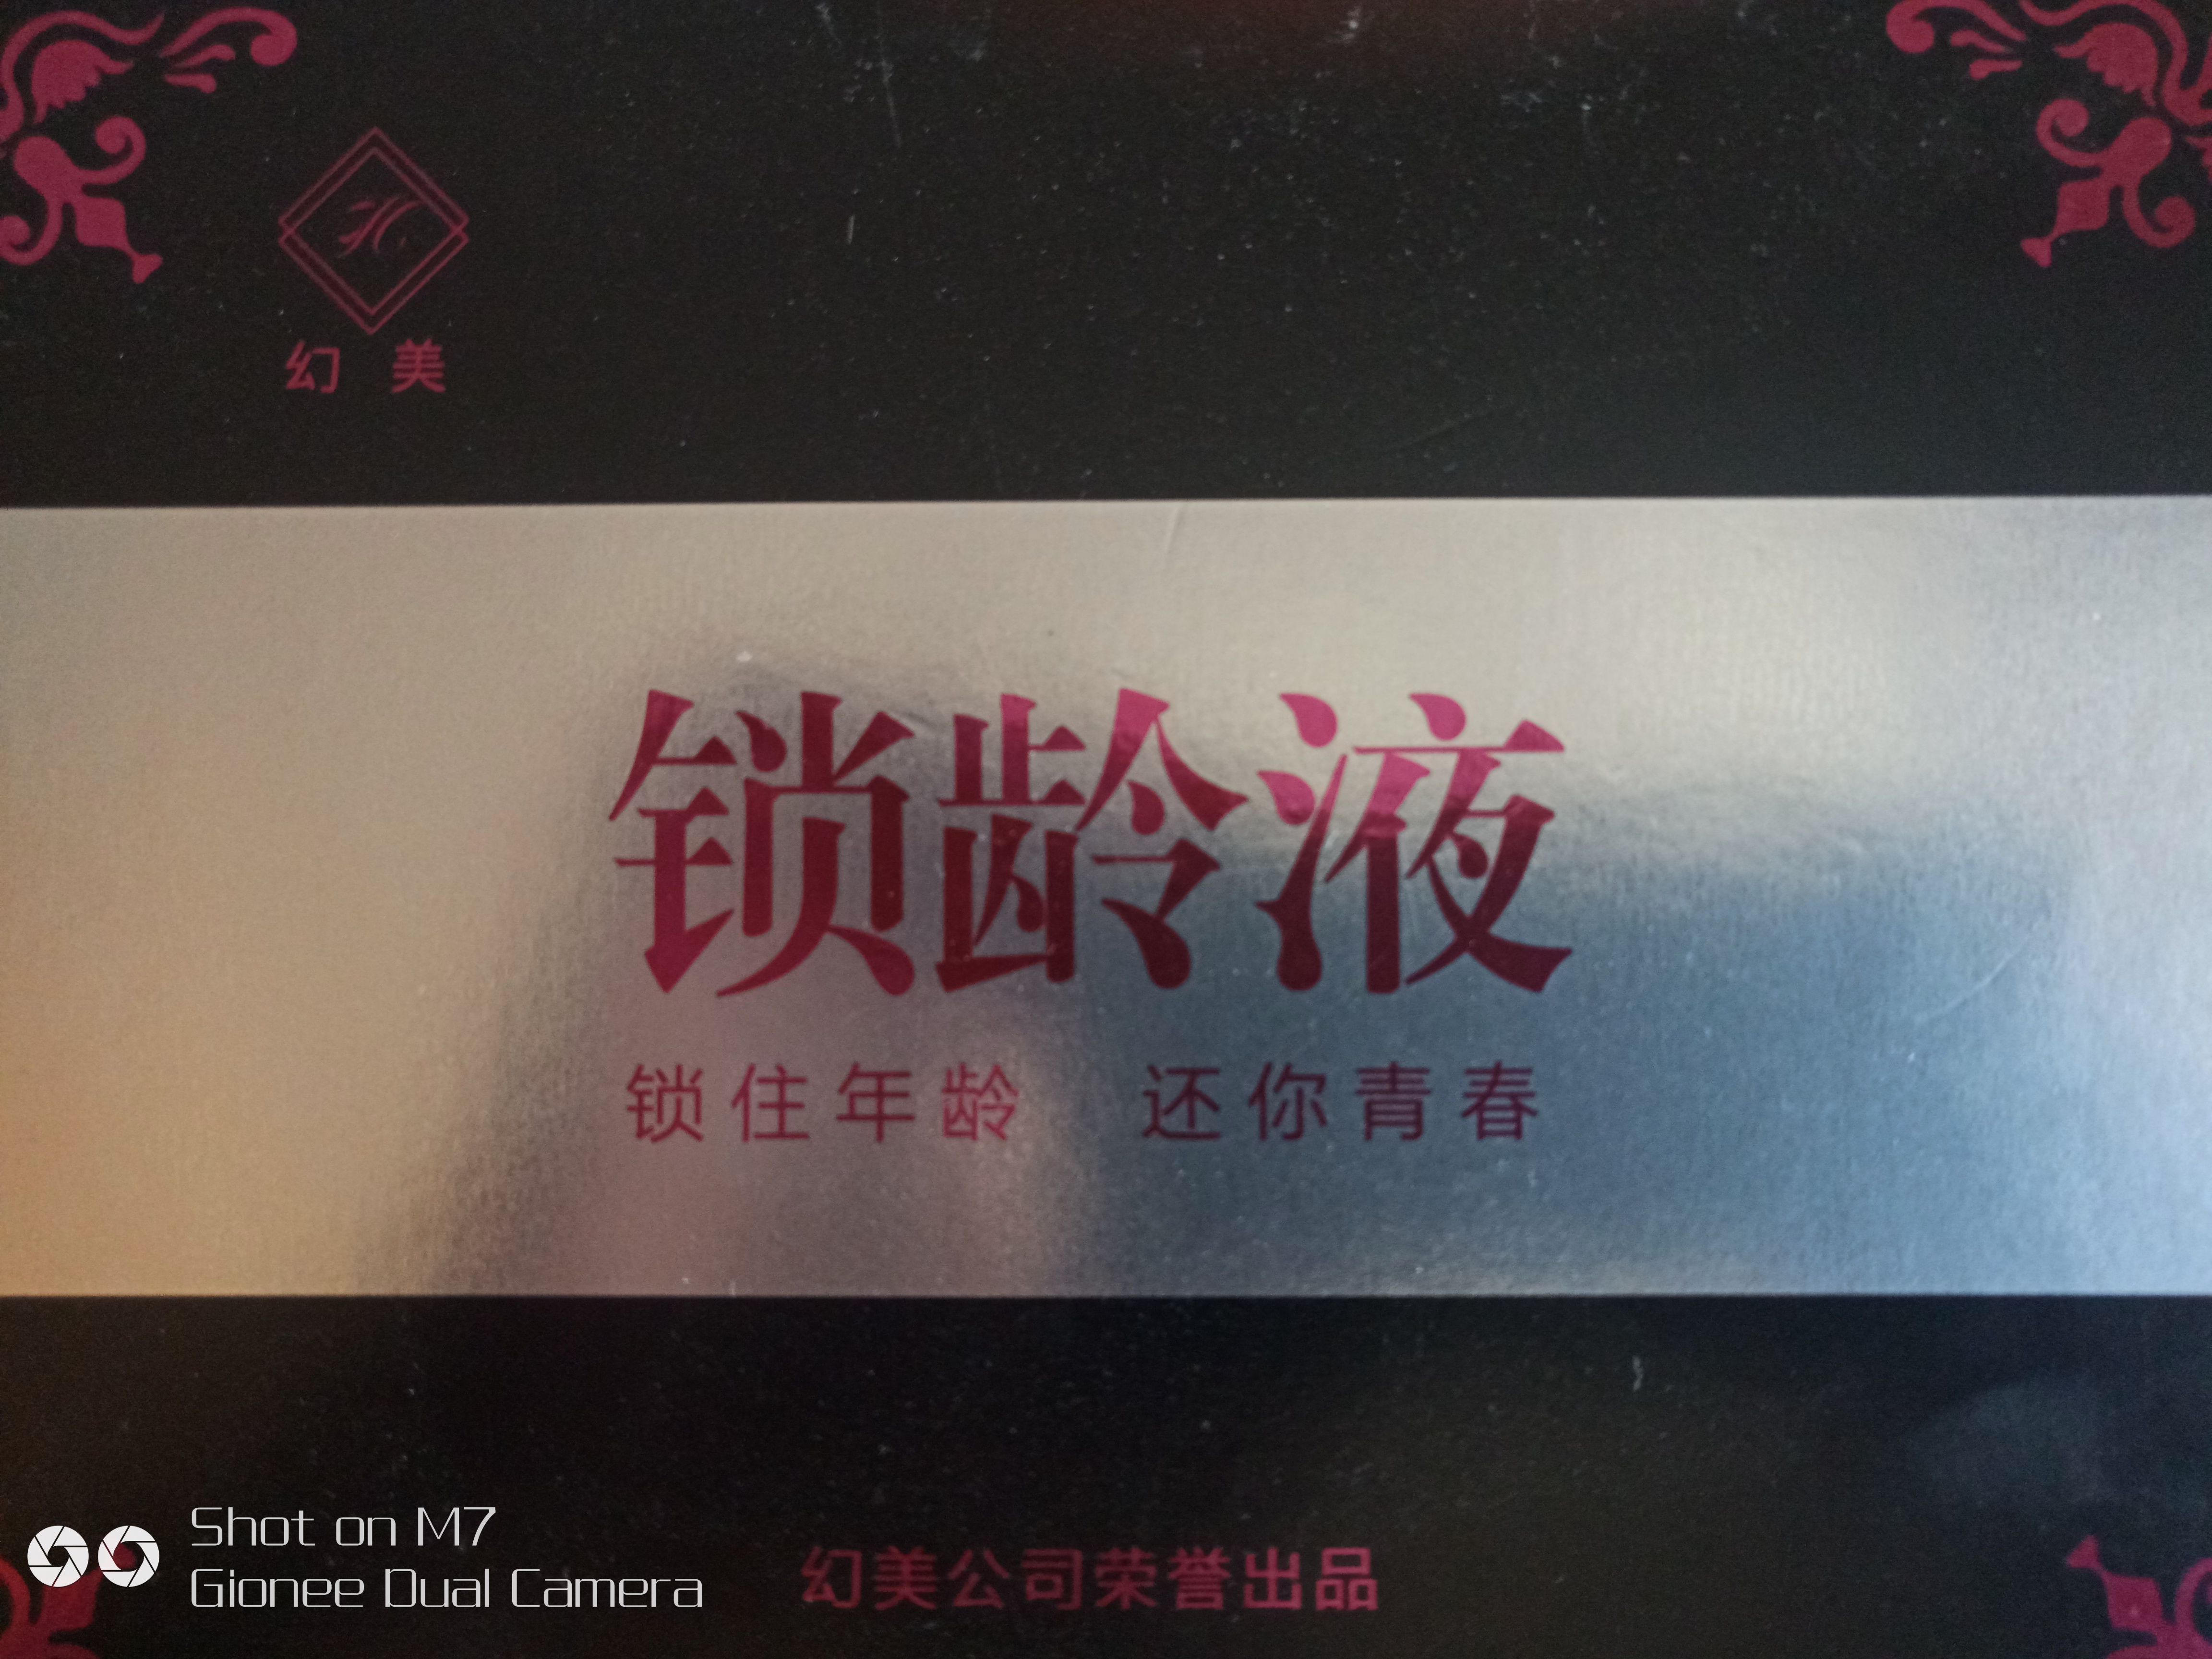 幻美
锁龄液
锁住年龄 还你青春
幻美公司荣誉出品
Shot on M7
Gionee Dual Camera